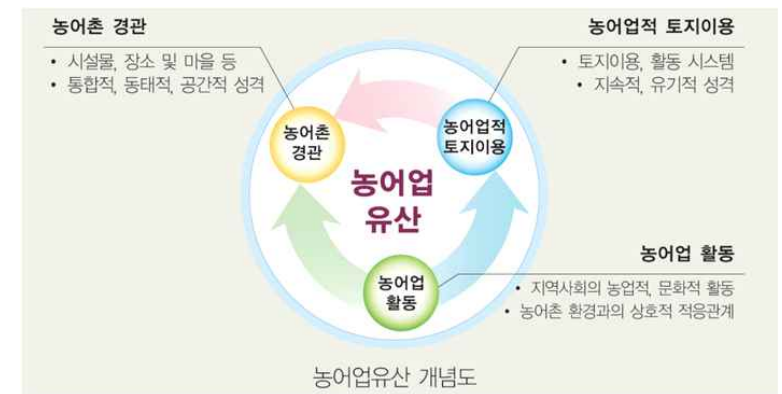 농어촌 경관
• 시설물, 장소 및 마을 등
• 통합적, 동태적, 공간적 성격
농어업적 토지이용
• 토지이용, 활동 시스템
• 지속적, 유기적 성격
농어촌
경관
농어업적
토지이용
농어업
유산
농어업
활동
농어업 활동
• 지역사회의 농업적, 문화적 활동
• 농어촌 환경과의 상호적 적응관계
농어업유산 개념도